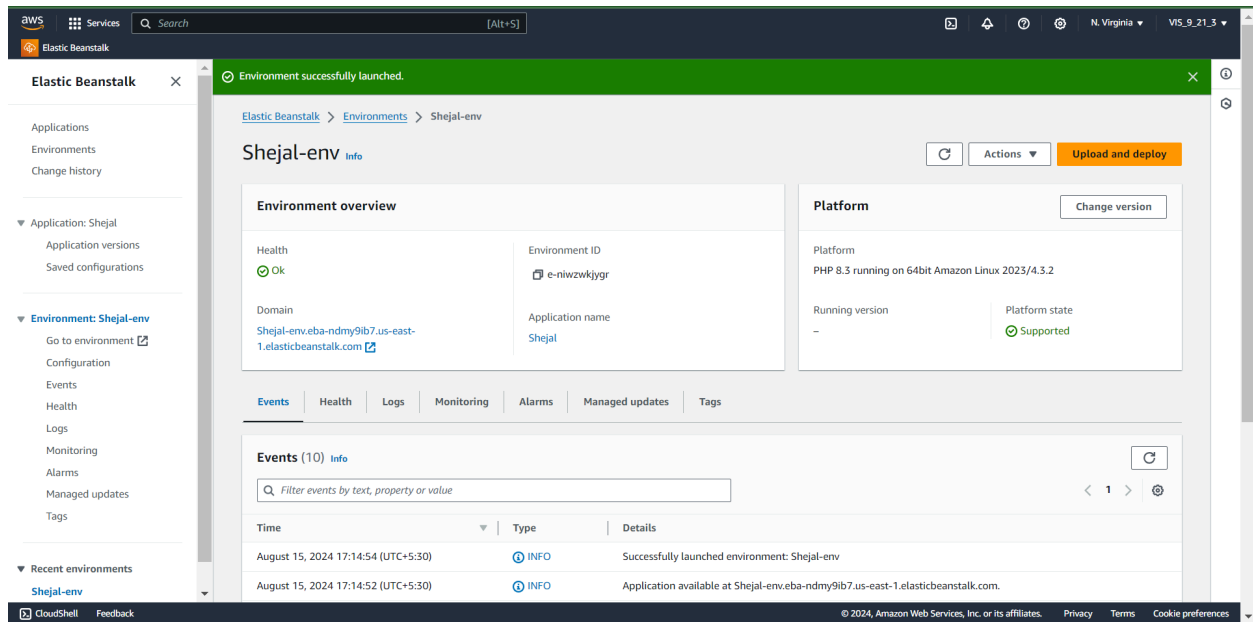 aws Services Search [Alt+S] N. Virginia VIS_9_21_3
Elastic Beanstalk
Elastic Beanstalk
Applications
Environments
Change history
Application: Shejal
Application versions
Saved configurations
Environment: Shejal-env
Go to environment
Configuration
Events
Health
Logs
Monitoring
Alarms
Managed updates
Tags
Recent environments
Shejal-env
Environment successfully launched.
Elastic Beanstalk > Environments > Shejal-env
Shejal-env Info
Actions Upload and deploy
Environment overview
Health
Ok
Environment ID
e-niwzwkjygr
Domain
Shejal-env.eba-ndmy9ib7.us-east-
1.elasticbeanstalk.com
Application name
Shejal
Platform Change version
Platform
PHP 8.3 running on 64bit Amazon Linux 2023/4.3.2
Running version
–
Platform state
Supported
Events Health Logs Monitoring Alarms Managed updates Tags
Events (10) Info
Filter events by text, property or value
< 1 >
Time Type Details
August 15, 2024 17:14:54 (UTC+5:30) INFO Successfully launched environment: Shejal-env
August 15, 2024 17:14:52 (UTC+5:30) INFO Application available at Shejal-env.eba-ndmy9ib7.us-east-1.elasticbeanstalk.com.
CloudShell Feedback © 2024, Amazon Web Services, Inc. or its affiliates. Privacy Terms Cookie preferences